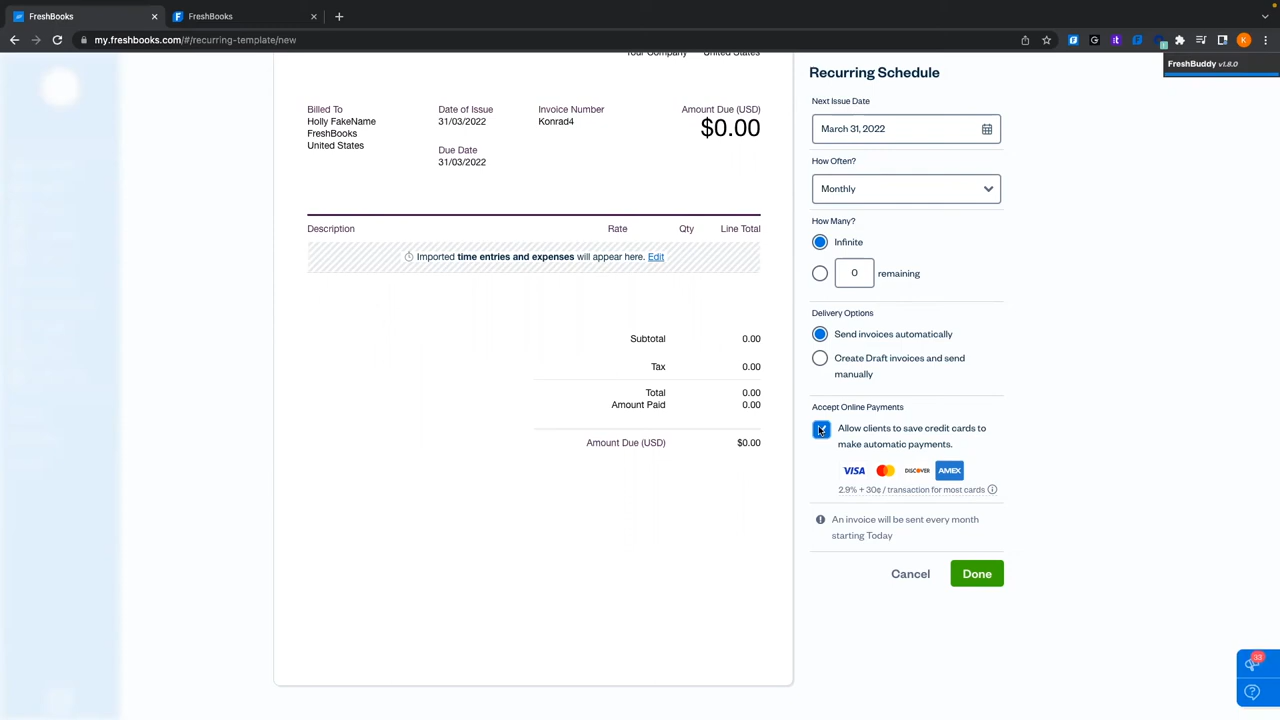 FreshBooks
FreshBooks
my.freshbooks.com/#/recurring-template/new
FreshBuddy v1.8.0
Your Company
United States
Billed To
Holly FakeName
FreshBooks
United States
Date of Issue
31/03/2022
Due Date
31/03/2022
Invoice Number
Konrad4
Amount Due (USD)
$0.00
Description Rate Qty Line Total
Imported time entries and expenses will appear here. Edit
Subtotal 0.00
Tax 0.00
Total 0.00
Amount Paid 0.00
Amount Due (USD) $0.00
Recurring Schedule
Next Issue Date
March 31, 2022
How Often?
Monthly
How Many?
Infinite
0 remaining
Delivery Options
Send invoices automatically
Create Draft invoices and send
manually
Accept Online Payments
Allow clients to save credit cards to
make automatic payments.
VISA DISCOVER AMEX
2.9% + 30¢ / transaction for most cards
An invoice will be sent every month
starting Today
Cancel Done
33